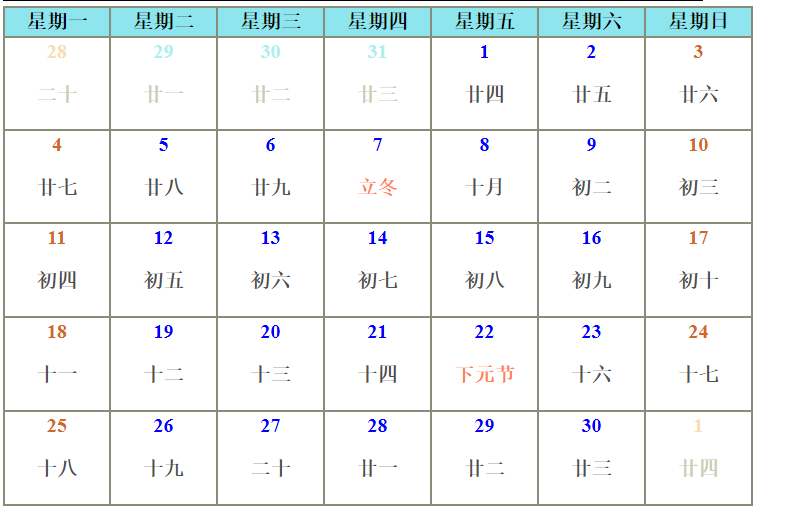 星期一 星期二 星期三 星期四 星期五 星期六 星期日
28 29 30 31 1 2 3
二十 廿一 廿二 廿三 廿四 廿五 廿六
4 5 6 7 8 9 10
廿七 廿八 廿九 立冬 十月 初二 初三
11 12 13 14 15 16 17
初四 初五 初六 初七 初八 初九 初十
18 19 20 21 22 23 24
十一 十二 十三 十四 下元节 十六 十七
25 26 27 28 29 30 1
十八 十九 二十 廿一 廿二 廿三 廿四